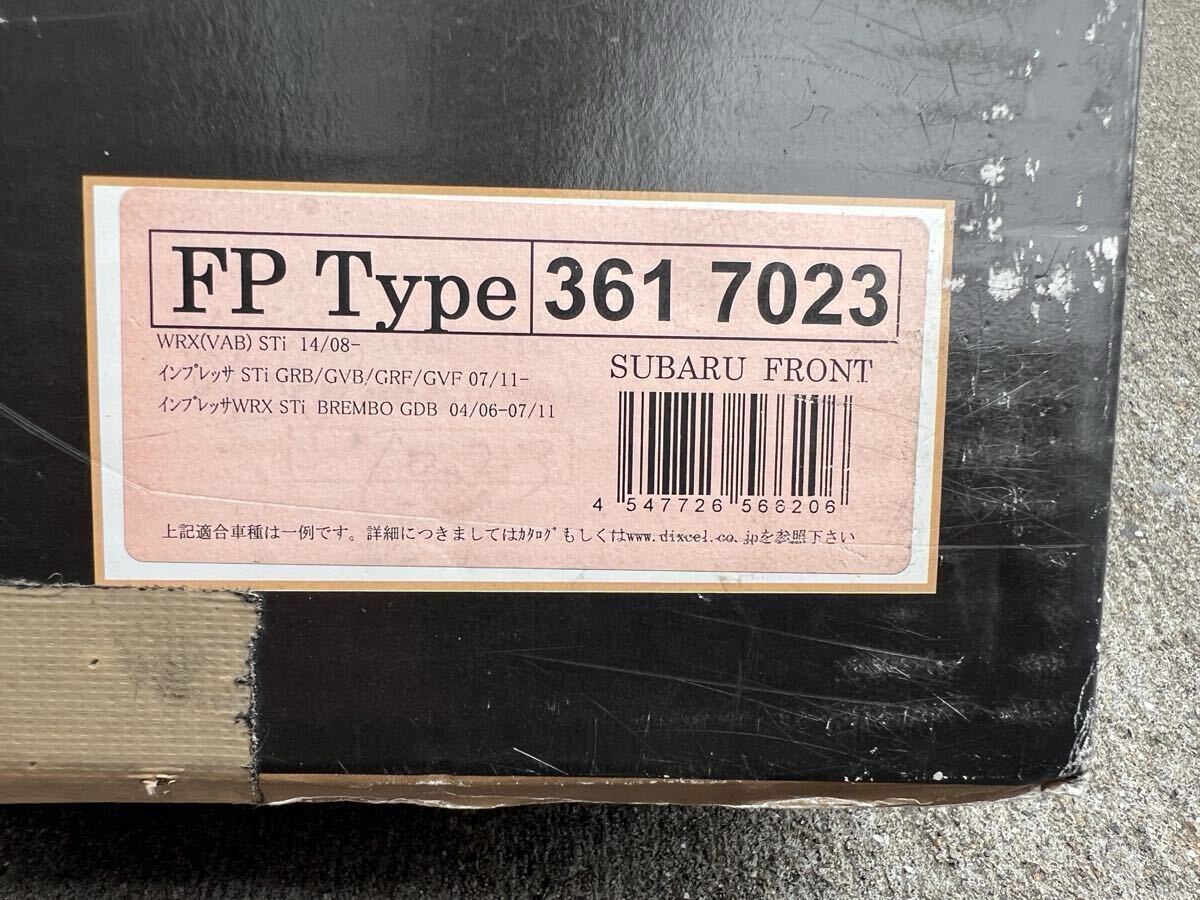 FP Type 361 7023
WRX(VAB) STi 14/08-
インプレッサ STi GRB/GVB/GRF/GVF 07/11-
インプレッサWRX STi BREMBO GDB 04/06-07/11
SUBARU FRONT
4 547726 566206
上記適合車種は一例です。詳細につきましてはカタログもしくはwww.dixcel.co.jpを参照下さい